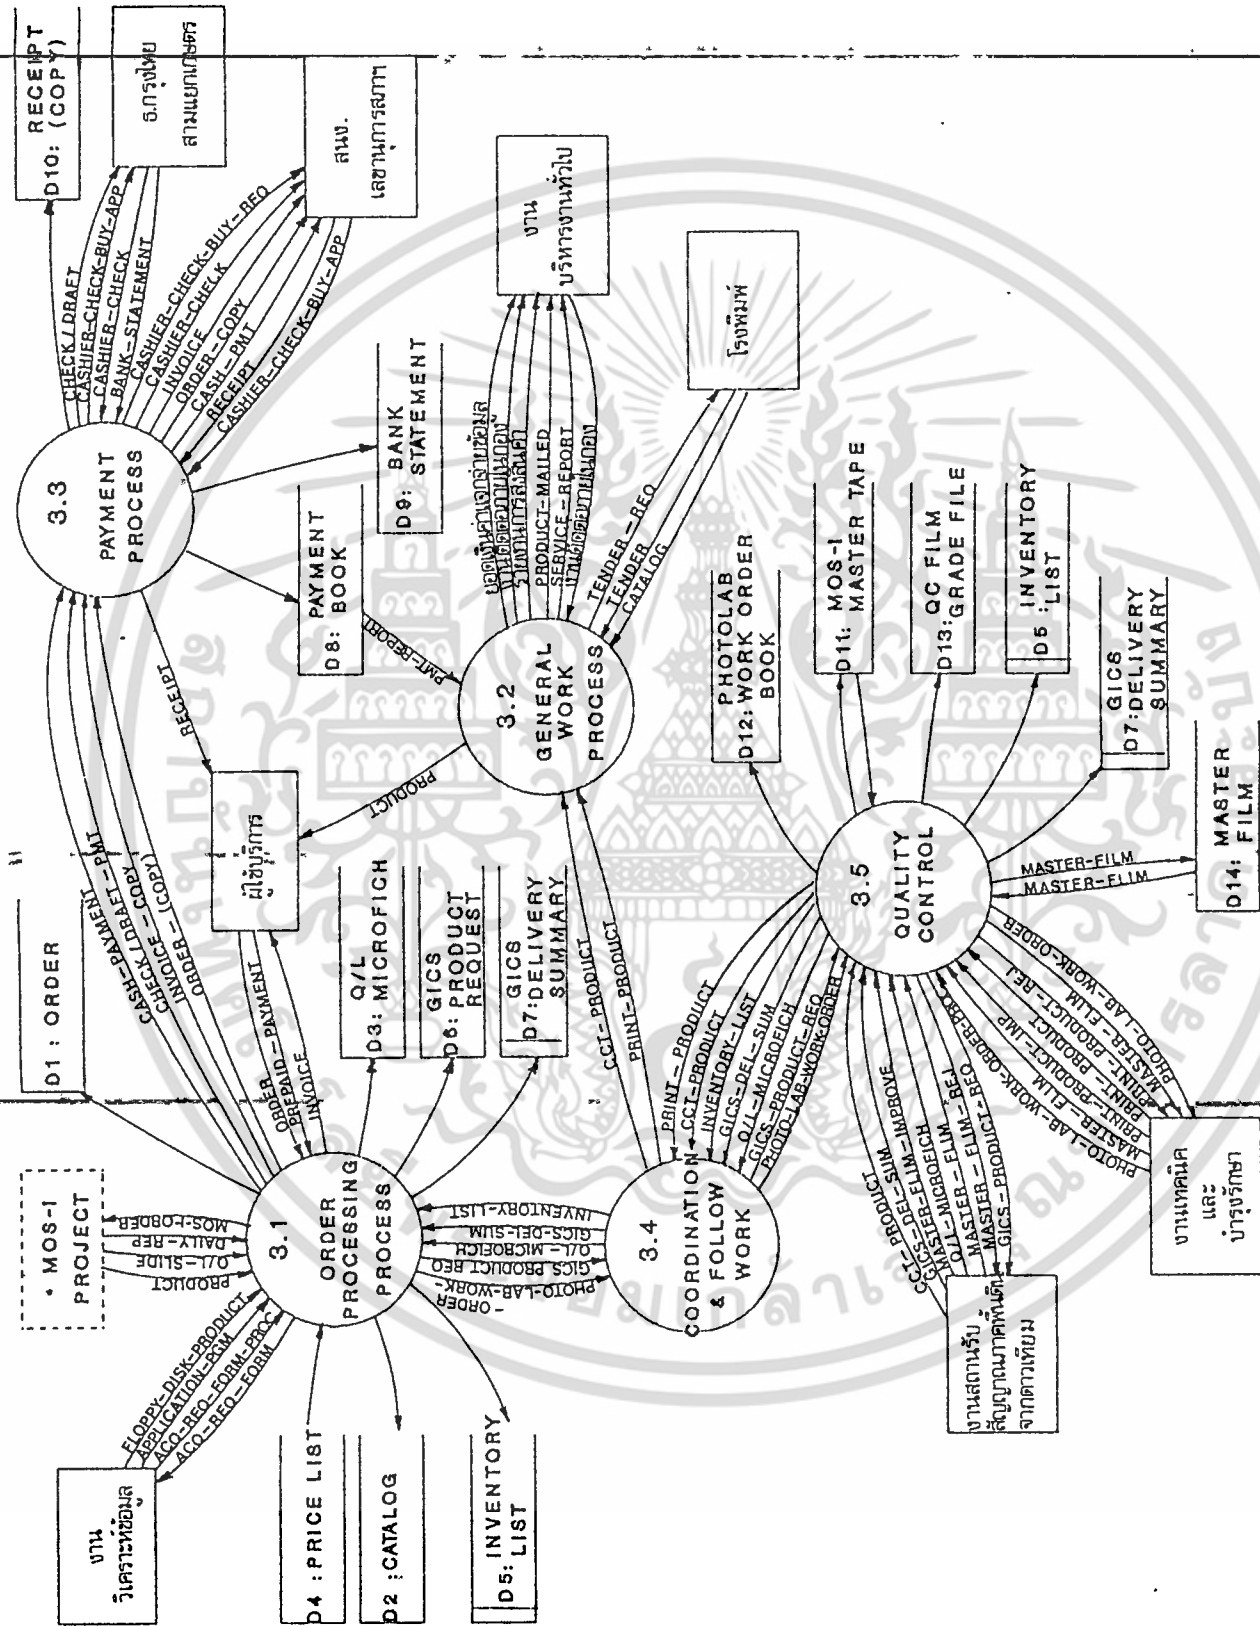 D10: RECEIPT
(COPY)
ธ.กรุงไทย
สามแยกเกษตร
สนง.
เลขานุการสภาฯ
CHECK / DRAFT
CASHIER-CHECK-BUY-APP
CASHIER-CHECK
BANK-STATEMENT
CASHIER-CHECK-BUY-REQ
CASHIER-CHECK
INVOICE
ORDER-COPY
CASH-PMT
RECEIPT
CASHIER-CHECK-BUY-APP
3.3
PAYMENT
PROCESS
D9: BANK
STATEMENT
D8: PAYMENT
BOOK
PMT-REPORT
RECEIPT
งาน
บริหารงานทั่วไป
โรงพิมพ์
รายงานการส่งสินค้า
PRODUCT-MAILED
SERVICE-REPORT
TENDER-REQ
TENDER
CATALOG
3.2
GENERAL
WORK
PROCESS
PRODUCT
ผู้ใช้บริการ
D1 : ORDER
CASH-PAYMENT
CHECK / DRAFT-PMT
INVOICE-COPY
ORDER-(COPY)
ORDER
PREPAID-PAYMENT
INVOICE
Q/L
D3: MICROFICH
GICS
D6: PRODUCT
REQUEST
GICS
D7: DELIVERY
SUMMARY
CCT-PRODUCT
PRINT-PRODUCT
* MOS-I
PROJECT
MOS-I-ORDER
DAILY-REP
Q/L-SLIDE
PRODUCT
3.1
ORDER
PROCESSING
PROCESS
งาน
วิเคราะห์ข้อมูล
FLOPPY-DISK-PRODUCT
APPLICATION-PGM
ACQ-REQ-FORM-PROC
ACQ-REQ-FORM
D4 : PRICE LIST
D2 : CATALOG
D5: INVENTORY
LIST
INVENTORY-LIST
GICS-DEL-SUM
Q/L-MICROFICH
GICS PRODUCT REQ
PHOTO-LAB-WORK-
-ORDER
3.4
COORDINATION
& FOLLOW
WORK
PRINT-PRODUCT
CCT-PRODUCT
INVENTORY-LIST
GICS-DEL-SUM
Q/L-MICROFICH
GICS-PRODUCT-REQ
PHOTO-LAB-WORK-ORDER
3.5
QUALITY
CONTROL
PHOTOLAB
D12: WORK ORDER
BOOK
D11: MOS-I
MASTER TAPE
D13: QC FILM
GRADE FILE
D5: INVENTORY
LIST
GICS
D7: DELIVERY
SUMMARY
D14: MASTER
FILM
MASTER-FILM
MASTER-FILM
CCT-PRODUCT
GICS-DEL-SUM
MASTER-FLIM-IMPROVE
Q/L-MICROFICH
MASTER-FLIM-REJ
MASTER-FLIM-REQ
GICS-PRODUCT-REQ
งานสถานีรับ
สัญญาณภาคพื้นดิน
จากดาวเทียม
PHOTO-LAB-WORK-ORDER-PROC
MASTER-FLIM
PRINT-PRODUCT-IMP
PRINT-PRODUCT
PRINT-PRODUCT-REJ
MASTER-FLIM
PHOTO-LAB-WORK-ORDER
งานเทคนิค
และ
บำรุงรักษา